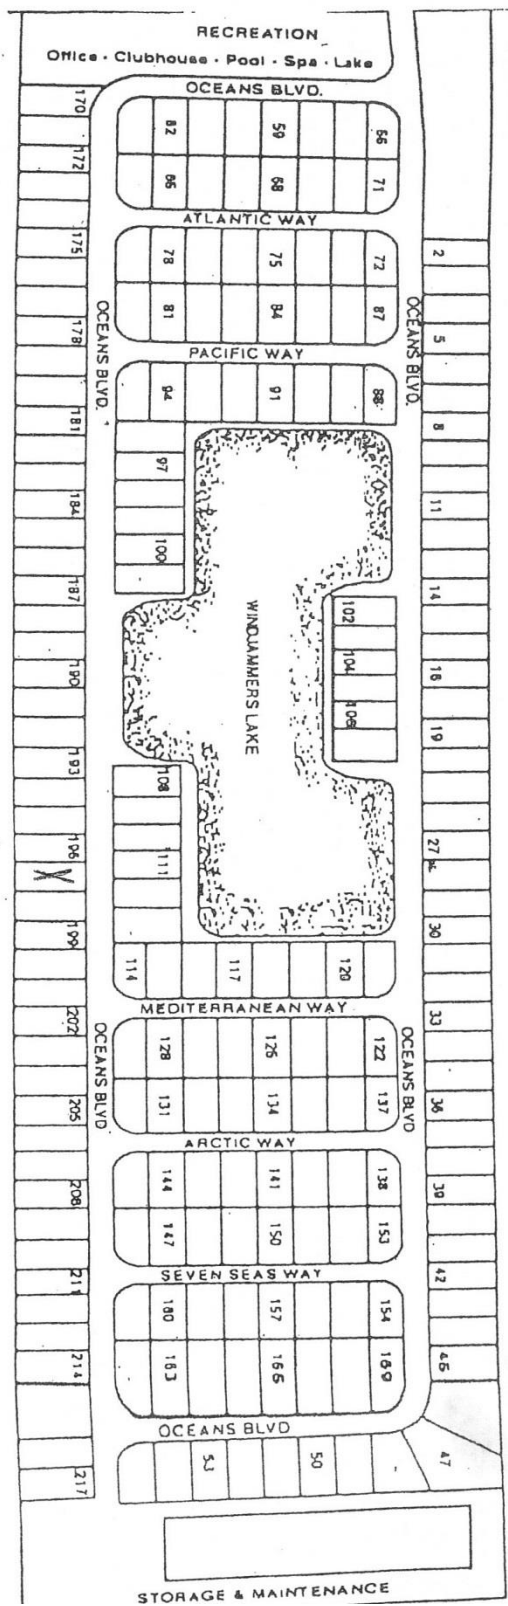 RECREATION
Office · Clubhouse · Pool · Spa · Lake
OCEANS BLVD.
170
172
175
178
181
184
187
190
193
196
199
202
205
208
211
214
217
62 59 56
65 68 71
ATLANTIC WAY
78 75 72
81 84 87
OCEANS BLVD.
OCEANS BLVD.
PACIFIC WAY
94 91 88
97
100
WINDJAMMERS LAKE
102
104
106
108
111
114 117 120
MEDITERRANEAN WAY
OCEANS BLVD
OCEANS BLVD
128 125 122
131 134 137
ARCTIC WAY
144 141 138
147 150 153
SEVEN SEAS WAY
160 157 154
163 166 169
OCEANS BLVD
53 50 47
2
5
8
11
14
16
19
27
30
33
36
39
42
45
STORAGE & MAINTENANCE